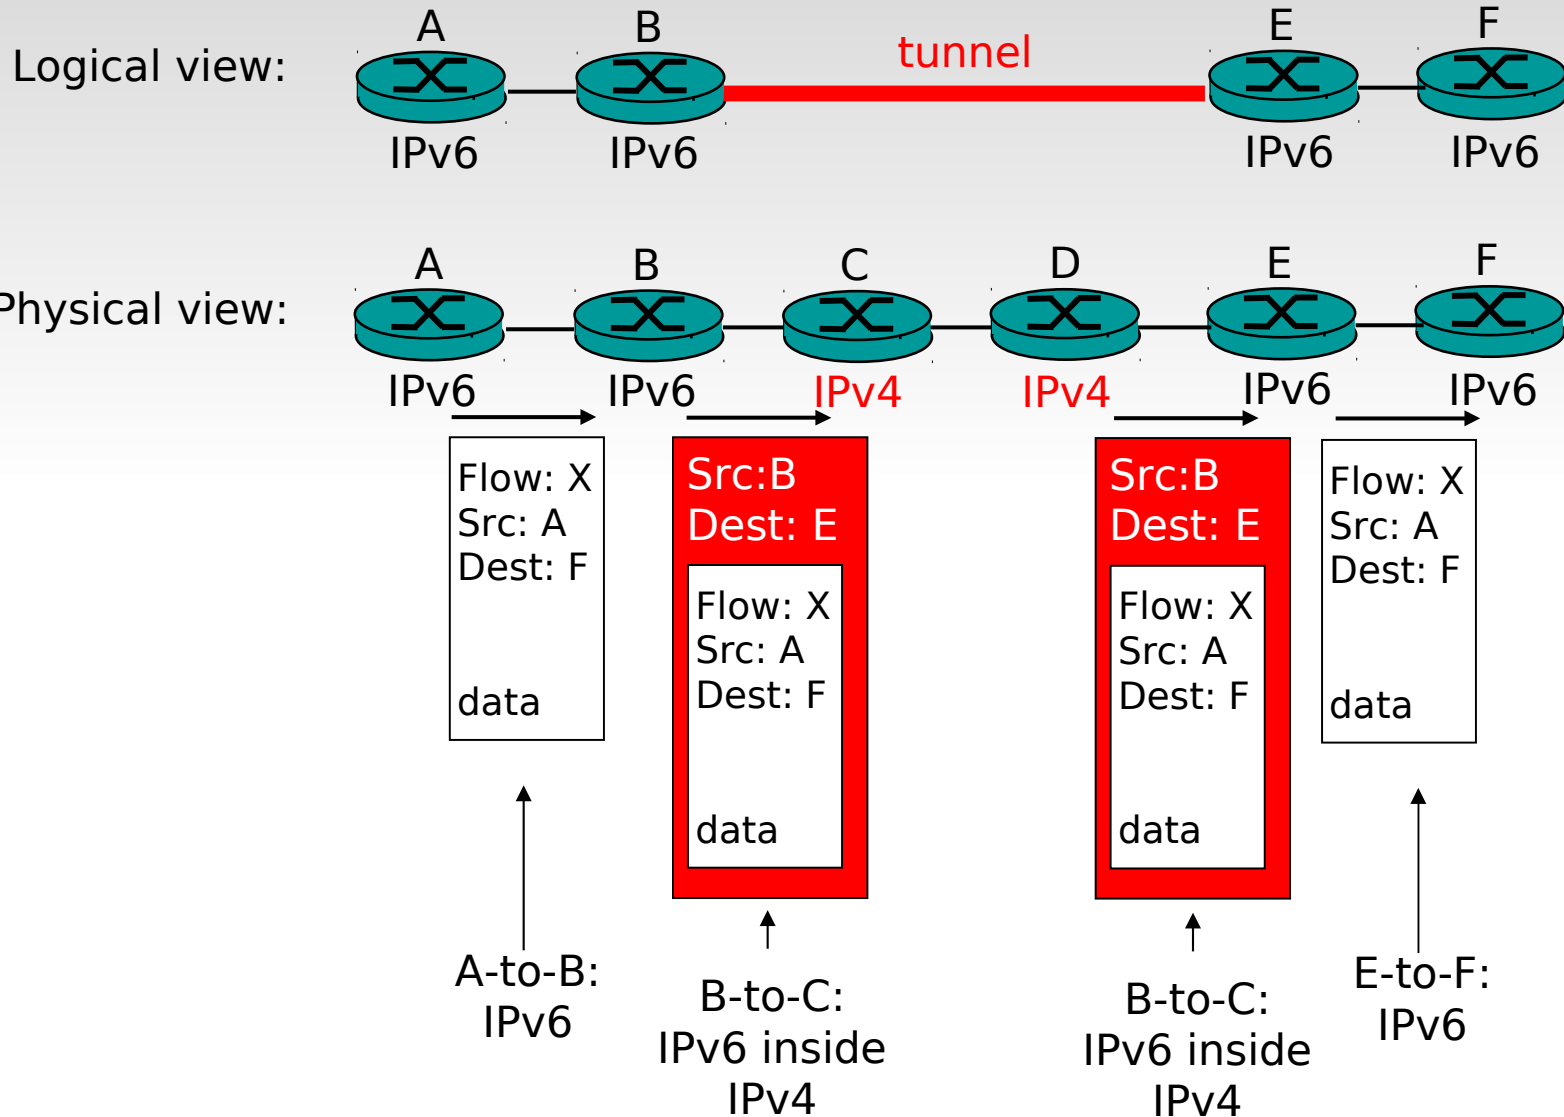 A
B
tunnel
E
F
Logical view:
IPv6
IPv6
IPv6
IPv6
A
B
C
D
E
F
Physical view:
IPv6
IPv6
IPv4
IPv4
IPv6
IPv6
Flow: X
Src: A
Dest: F
data
Src:B
Dest: E
Flow: X
Src: A
Dest: F
data
Src:B
Dest: E
Flow: X
Src: A
Dest: F
data
Flow: X
Src: A
Dest: F
data
A-to-B:
IPv6
B-to-C:
IPv6 inside
IPv4
B-to-C:
IPv6 inside
IPv4
E-to-F:
IPv6